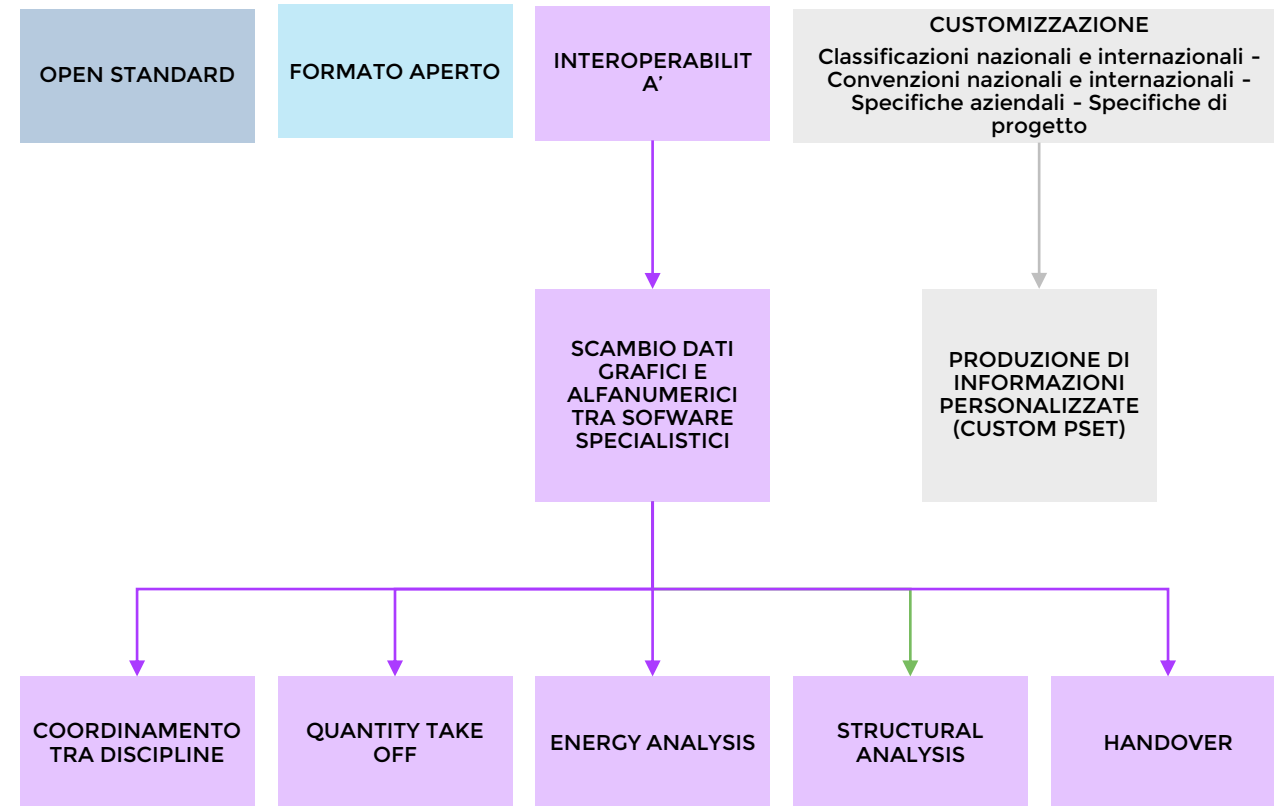 OPEN STANDARD
FORMATO APERTO
INTEROPERABILIT
A'
CUSTOMIZZAZIONE
Classificazioni nazionali e internazionali -
Convenzioni nazionali e internazionali -
Specifiche aziendali - Specifiche di
progetto
SCAMBIO DATI
GRAFICI E
ALFANUMERICI
TRA SOFWARE
SPECIALISTICI
PRODUZIONE DI
INFORMAZIONI
PERSONALIZZATE
(CUSTOM PSET)
COORDINAMENTO
TRA DISCIPLINE
QUANTITY TAKE
OFF
ENERGY ANALYSIS
STRUCTURAL
ANALYSIS
HANDOVER